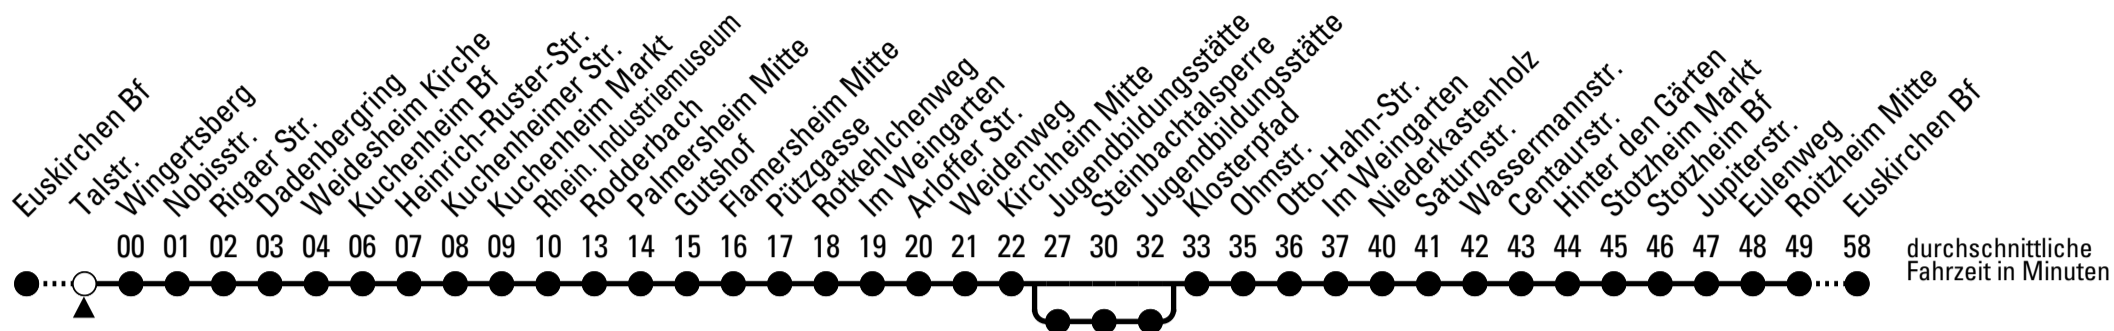 Euskirchen Bf
Talstr.
Wingertsberg
Nobisstr.
Rigaer Str.
Dadenbergring
Weidesheim Kirche
Kuchenheim Bf
Heinrich-Ruster-Str.
Kuchenheimer Str.
Kuchenheim Markt
Rhein. Industriemuseum
Rodderbach
Palmersheim Mitte
Gutshof
Flamersheim Mitte
Pützgasse
Rotkehlchenweg
Im Weingarten
Arloffer Str.
Weidenweg
Kirchheim Mitte
Jugendbildungsstätte
Steinbachtalsperre
Jugendbildungsstätte
Klosterpfad
Ohmstr.
Otto-Hahn-Str.
Im Weingarten
Niederkastenholz
Saturnstr.
Wassermannstr.
Centaurstr.
Hinter den Gärten
Stotzheim Markt
Stotzheim Bf
Jupiterstr.
Eulenweg
Roitzheim Mitte
Euskirchen Bf
00 01 02 03 04 06 07 08 09 10 13 14 15 16 17 18 19 20 21 22 27 30 32 33 35 36 37 40 41 42 43 44 45 46 47 48 49 58
durchschnittliche
Fahrzeit in Minuten